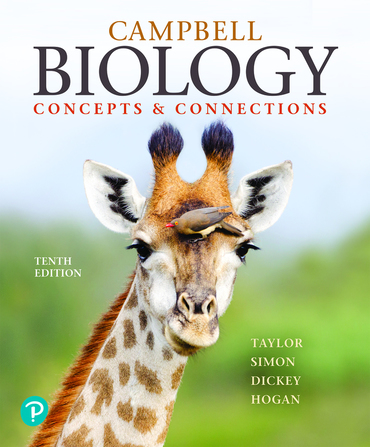 CAMPBELL
BIOLOGY
CONCEPTS & CONNECTIONS
TENTH
EDITION
TAYLOR
SIMON
DICKEY
HOGAN
P